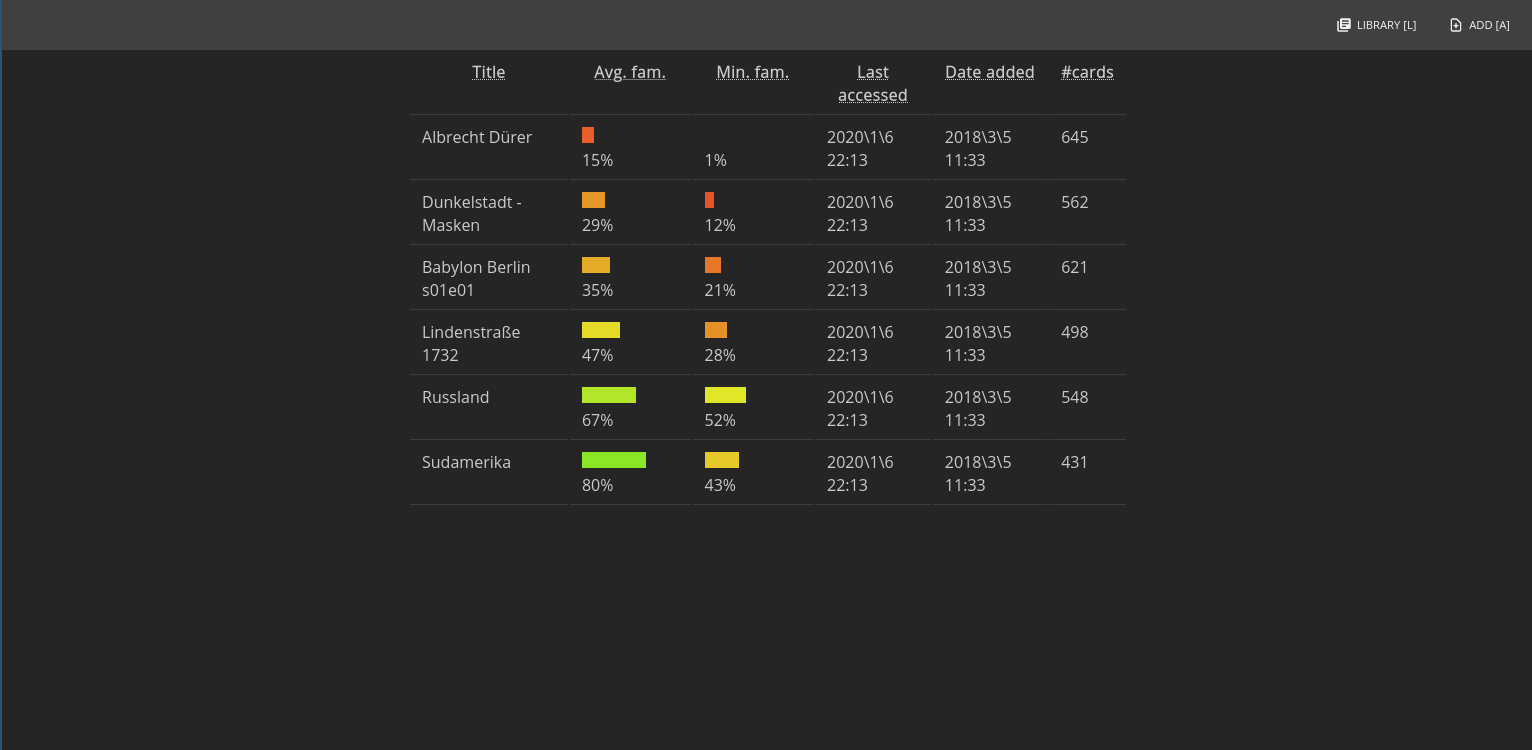 LIBRARY [L] ADD [A]
Title Avg. fam. Min. fam. Last accessed Date added #cards
Albrecht Dürer 15% 1% 2020\1\6 22:13 2018\3\5 11:33 645
Dunkelstadt - Masken 29% 12% 2020\1\6 22:13 2018\3\5 11:33 562
Babylon Berlin s01e01 35% 21% 2020\1\6 22:13 2018\3\5 11:33 621
Lindenstraße 1732 47% 28% 2020\1\6 22:13 2018\3\5 11:33 498
Russland 67% 52% 2020\1\6 22:13 2018\3\5 11:33 548
Sudamerika 80% 43% 2020\1\6 22:13 2018\3\5 11:33 431